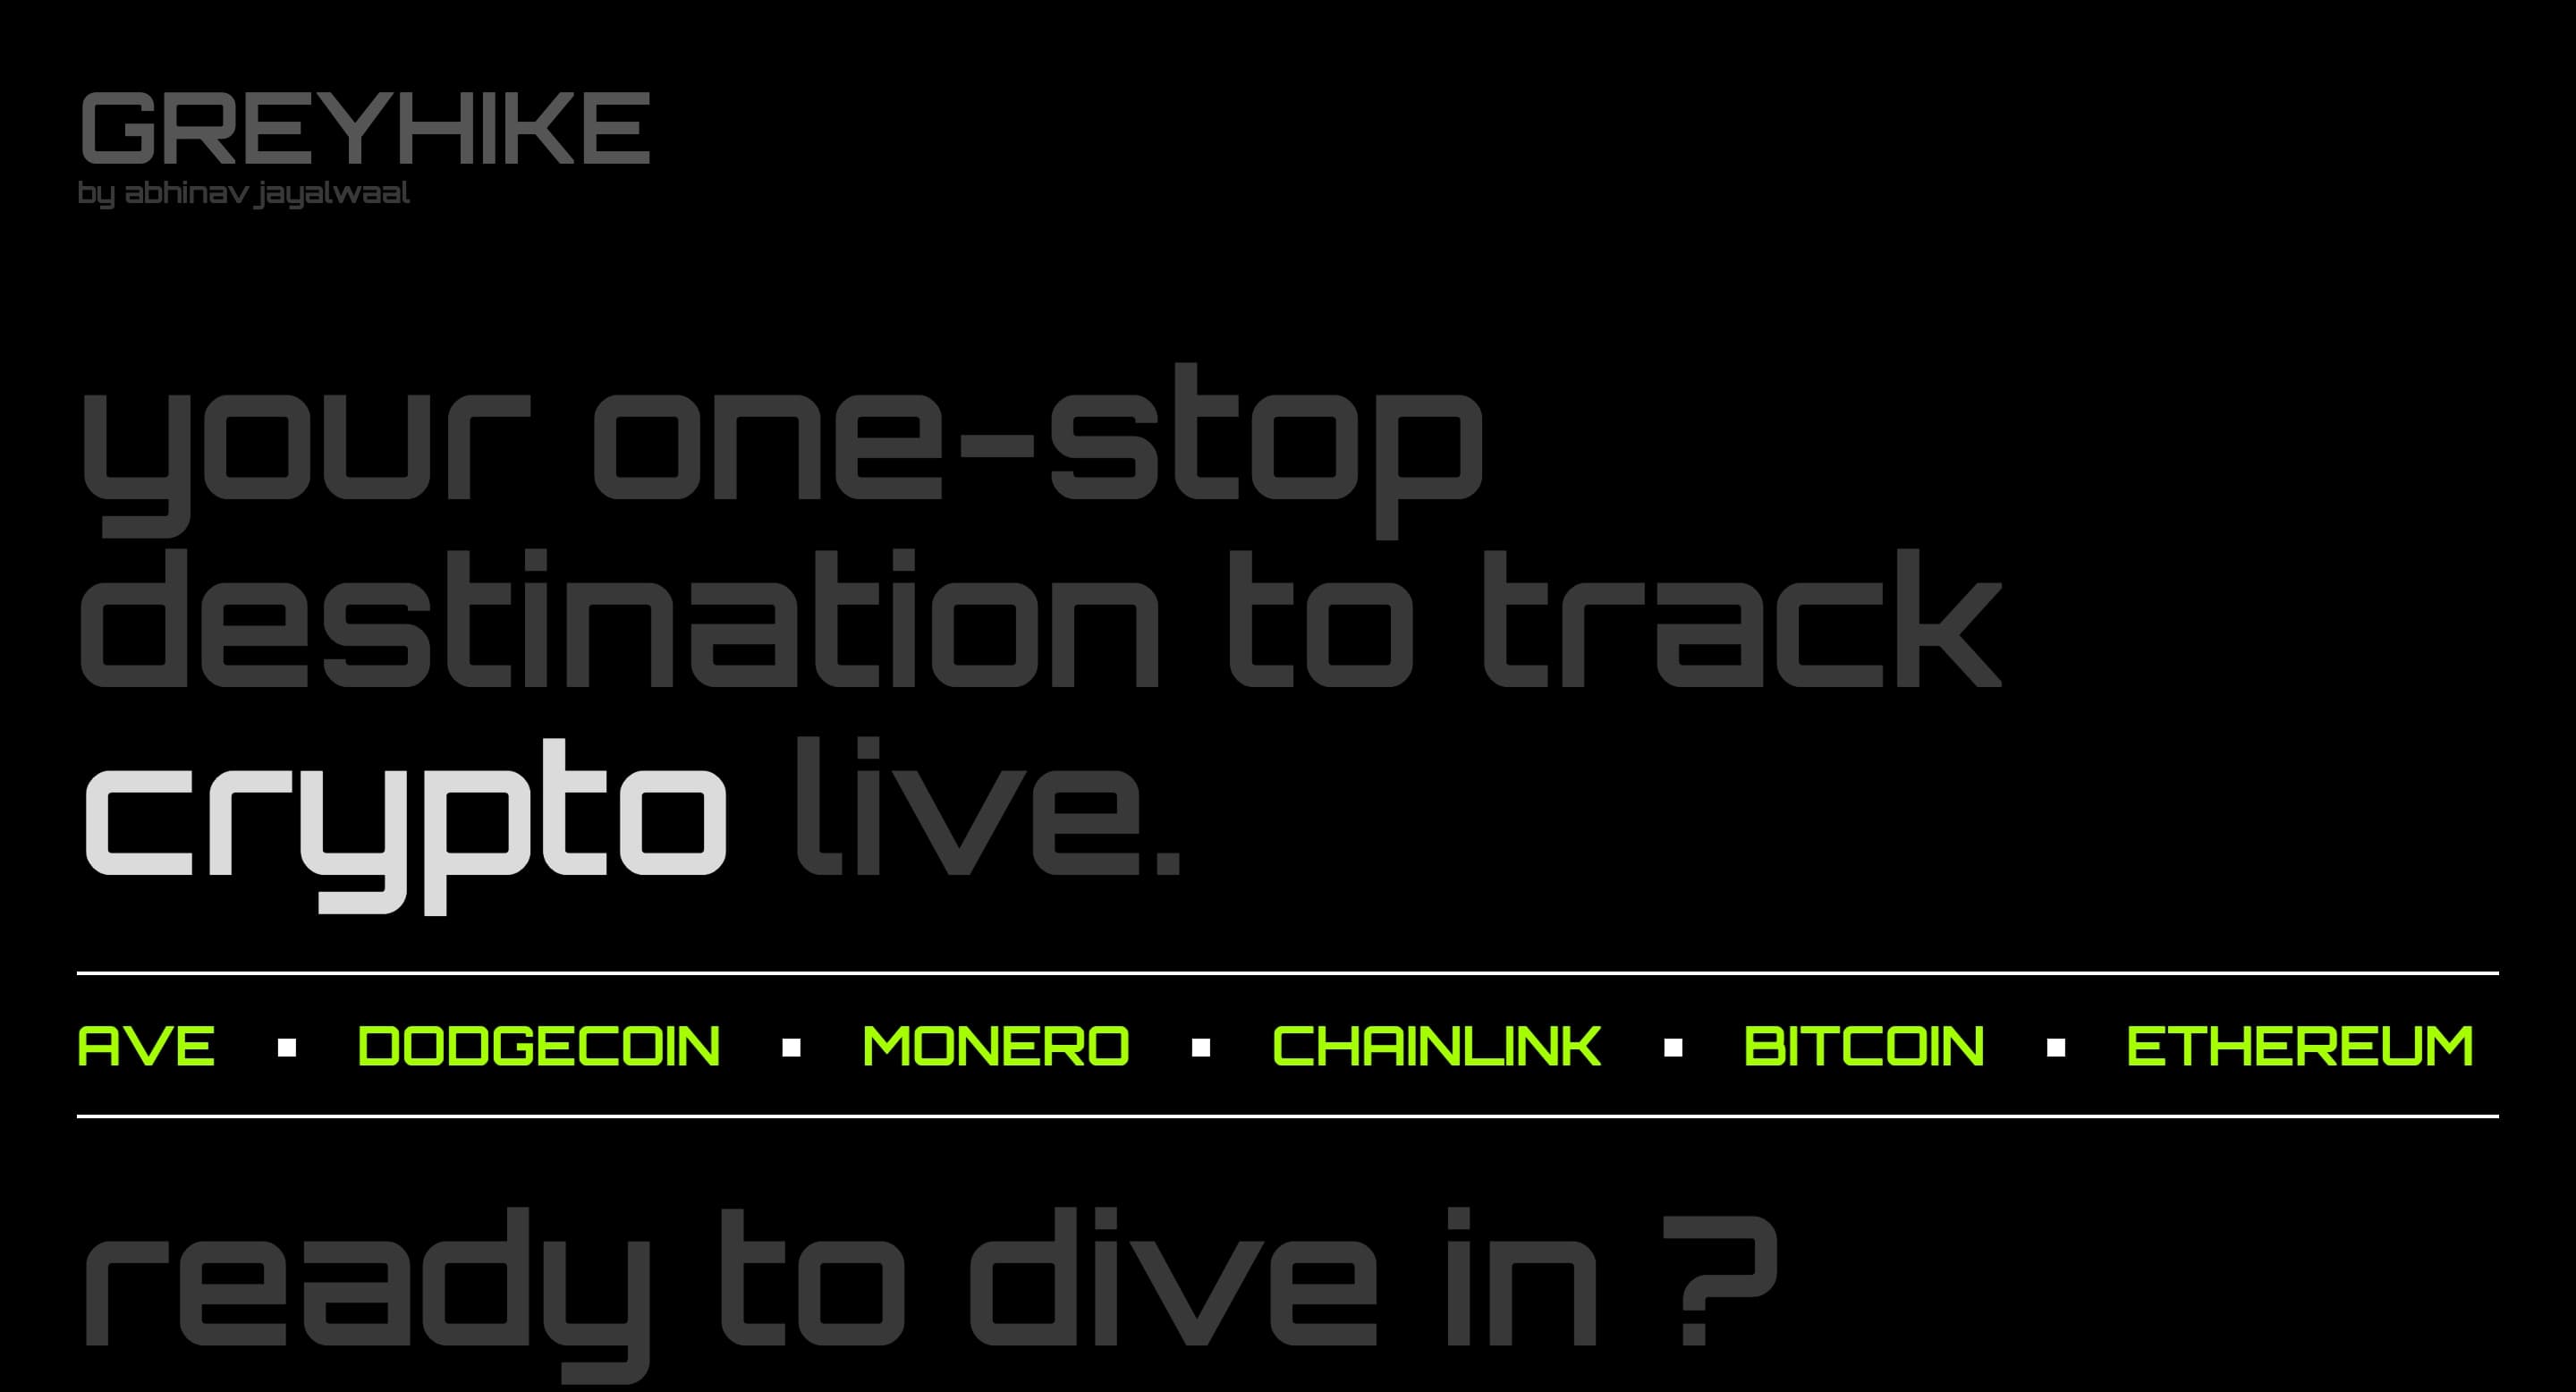 GREYHIKE
by abhinav jayalwaal
your one-stop
destination to track
crypto live.
AVE ▪ DODGECOIN ▪ MONERO ▪ CHAINLINK ▪ BITCOIN ▪ ETHEREUM
ready to dive in ?